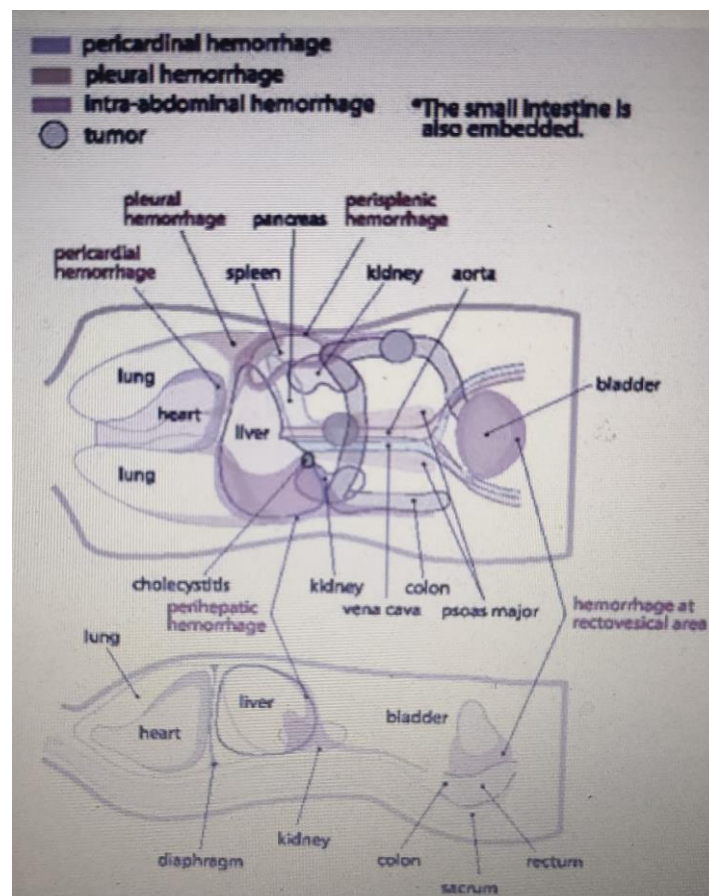 pericardinal hemorrhage
pleural hemorrhage
intra-abdominal hemorrhage
tumor
*The small intestine is
also embedded.
pleural
hemorrhage
pancreas
perisplenic
hemorrhage
pericardial
hemorrhage
spleen
kidney
aorta
lung
heart
liver
lung
bladder
cholecystitis
kidney
colon
perihepatic
hemorrhage
vena cava
psoas major
hemorrhage at
rectovesical area
lung
liver
heart
bladder
diaphragm
kidney
colon
rectum
sacrum